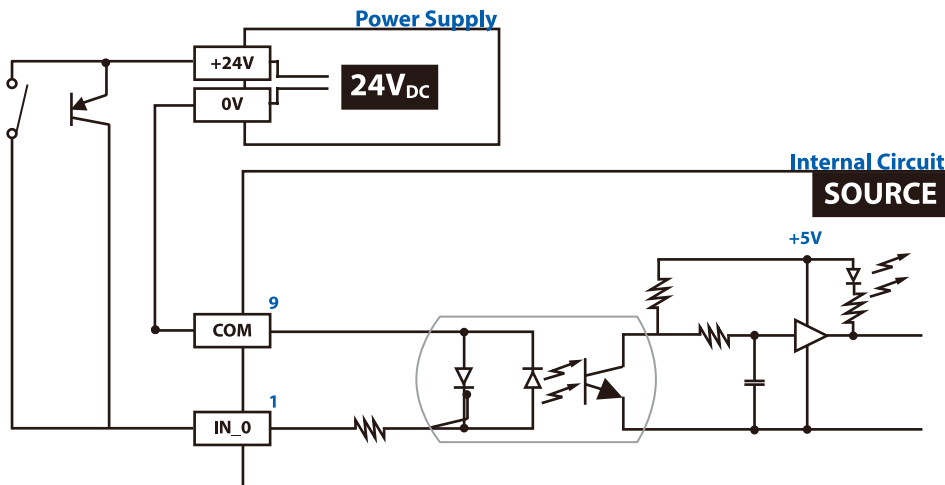 Power Supply
+24V
24VDC
0V
Internal Circuit
SOURCE
+5V
9
COM
1
IN_0